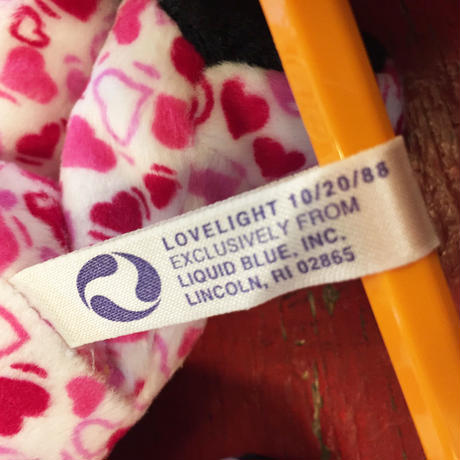 LOVELIGHT 10/20/88
EXCLUSIVELY FROM
LIQUID BLUE, INC.
LINCOLN, RI 02865